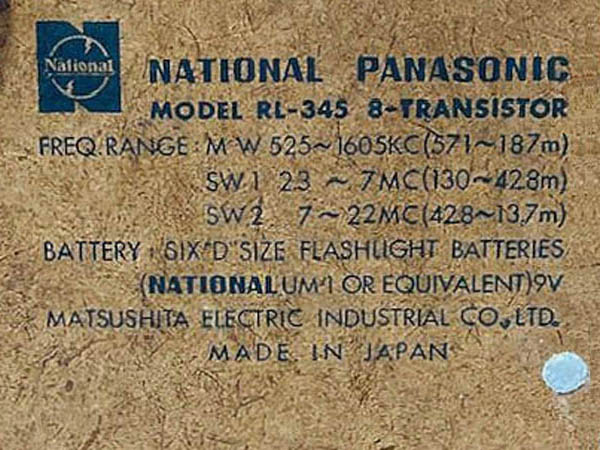 National
NATIONAL PANASONIC
MODEL RL-345 8-TRANSISTOR
FREQ. RANGE : MW 525~1605KC(571~187m)
SW1 2.3 ~ 7MC(130~42.8m)
SW2 7~22MC(42.8~13.7m)
BATTERY : SIX "D" SIZE FLASHLIGHT BATTERIES
(NATIONAL UM-1 OR EQUIVALENT)9V
MATSUSHITA ELECTRIC INDUSTRIAL CO., LTD.
MADE IN JAPAN